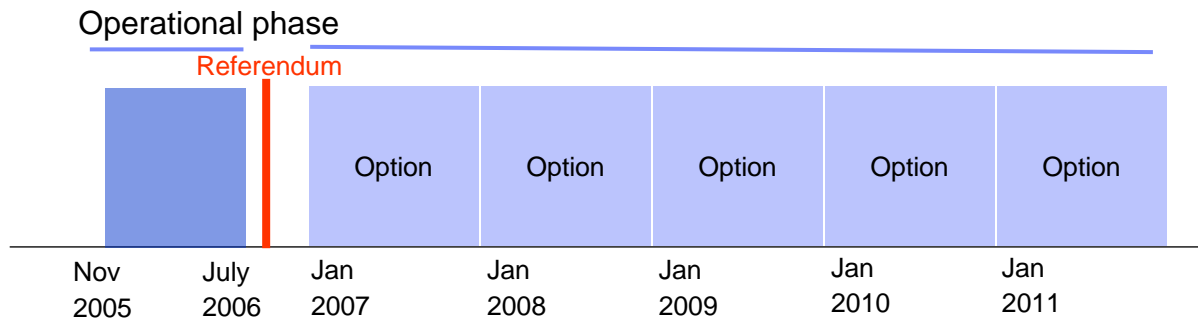 Operational phase
Referendum
Option Option Option Option Option
Nov July Jan Jan Jan Jan Jan
2005 2006 2007 2008 2009 2010 2011